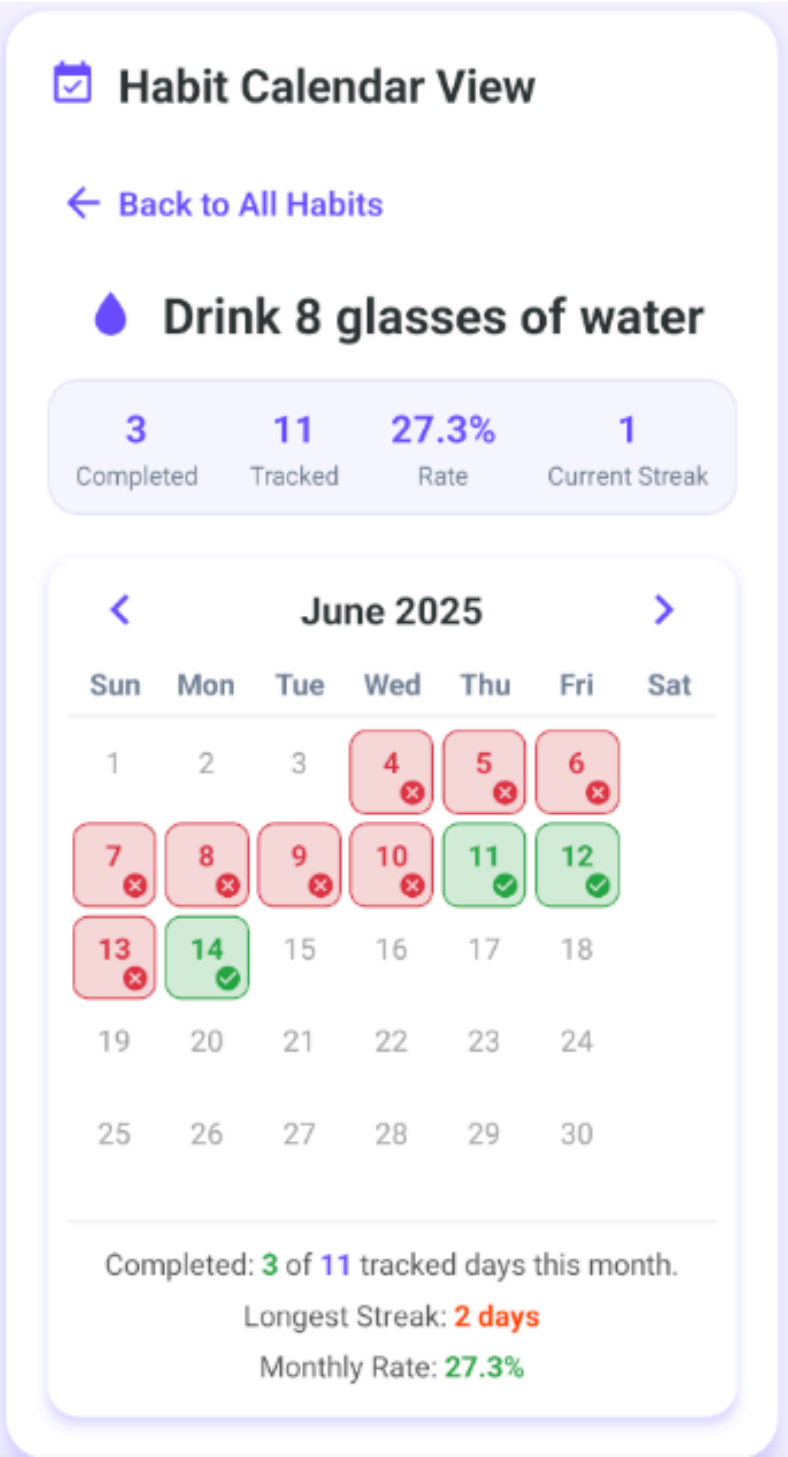 Habit Calendar View
Back to All Habits
Drink 8 glasses of water
3 11 27.3% 1
Completed Tracked Rate Current Streak
June 2025
Sun Mon Tue Wed Thu Fri Sat
1 2 3 4 5 6
7 8 9 10 11 12
13 14 15 16 17 18
19 20 21 22 23 24
25 26 27 28 29 30
Completed: 3 of 11 tracked days this month.
Longest Streak: 2 days
Monthly Rate: 27.3%